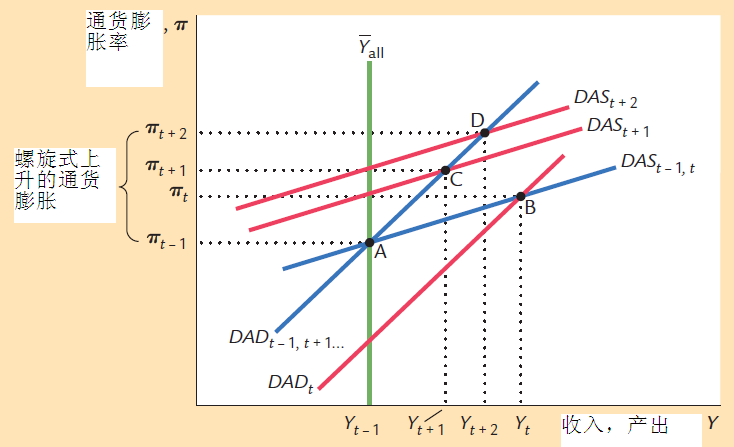 通货膨
胀率
, π
Y̅all
D
DASt + 2
πt + 2
DASt + 1
螺旋式上
升的通货
膨胀
πt + 1
C
DASt – 1, t
πt
B
πt – 1
A
DADt – 1, t + 1...
DADt
Yt – 1
Yt + 1
Yt + 2
Yt
收入，产出
Y